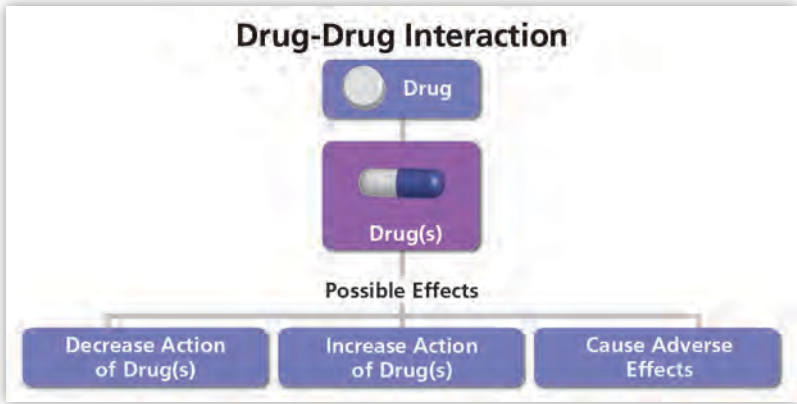 Drug-Drug Interaction
Drug
Drug(s)
Possible Effects
Decrease Action
of Drug(s)
Increase Action
of Drug(s)
Cause Adverse
Effects